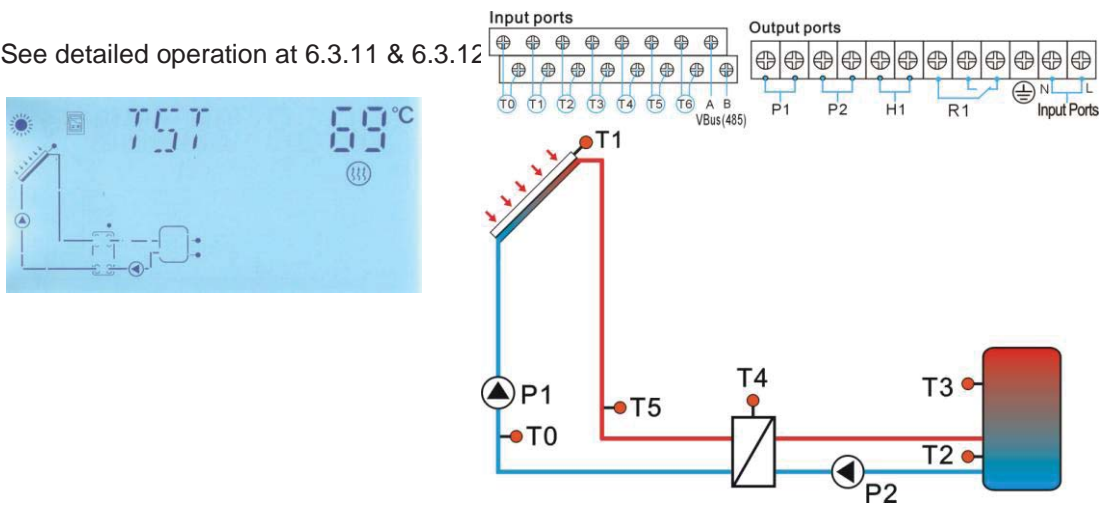 Input ports
Output ports
See detailed operation at 6.3.11 & 6.3.12
T0 T1 T2 T3 T4 T5 T6 A B
VBus(485)
P1 P2 H1 R1 N L
Input Ports
TST 69°C
T1
P1
T0
T5
T4
T3
T2
P2